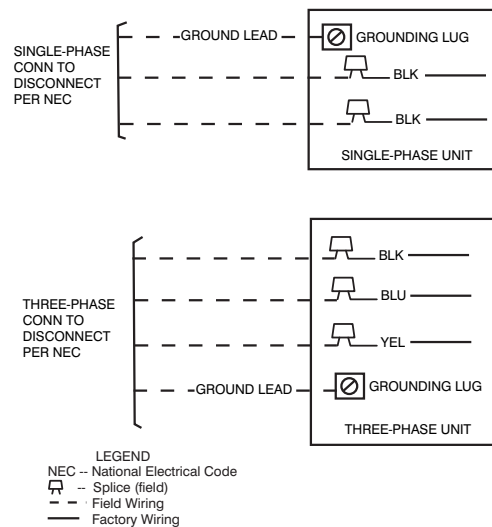 SINGLE-PHASE
CONN TO
DISCONNECT
PER NEC
GROUND LEAD
GROUNDING LUG
BLK
BLK
SINGLE-PHASE UNIT
THREE-PHASE
CONN TO
DISCONNECT
PER NEC
BLK
BLU
YEL
GROUND LEAD
GROUNDING LUG
THREE-PHASE UNIT
LEGEND
NEC -- National Electrical Code
-- Splice (field)
Field Wiring
Factory Wiring